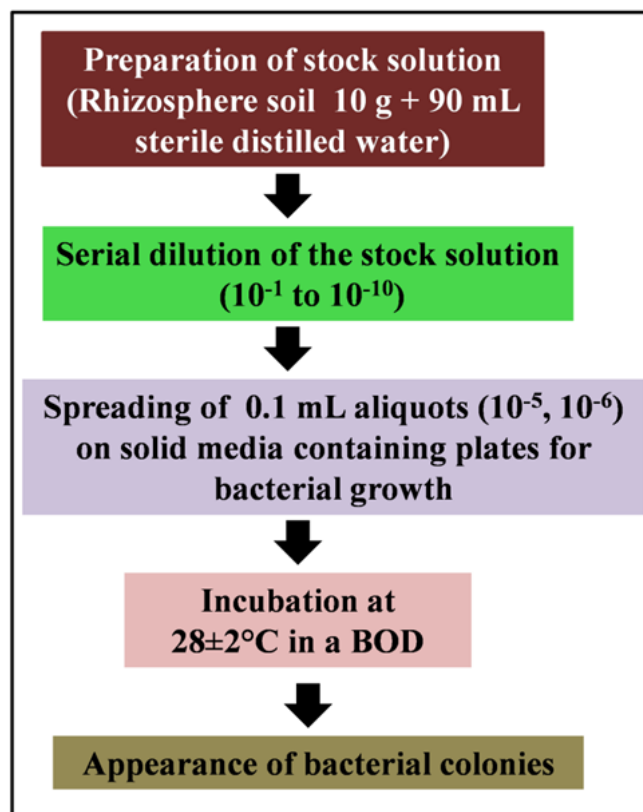 Preparation of stock solution
(Rhizosphere soil 10 g + 90 mL
sterile distilled water)
Serial dilution of the stock solution
(10⁻¹ to 10⁻¹⁰)
Spreading of 0.1 mL aliquots (10⁻⁵, 10⁻⁶)
on solid media containing plates for
bacterial growth
Incubation at
28±2°C in a BOD
Appearance of bacterial colonies